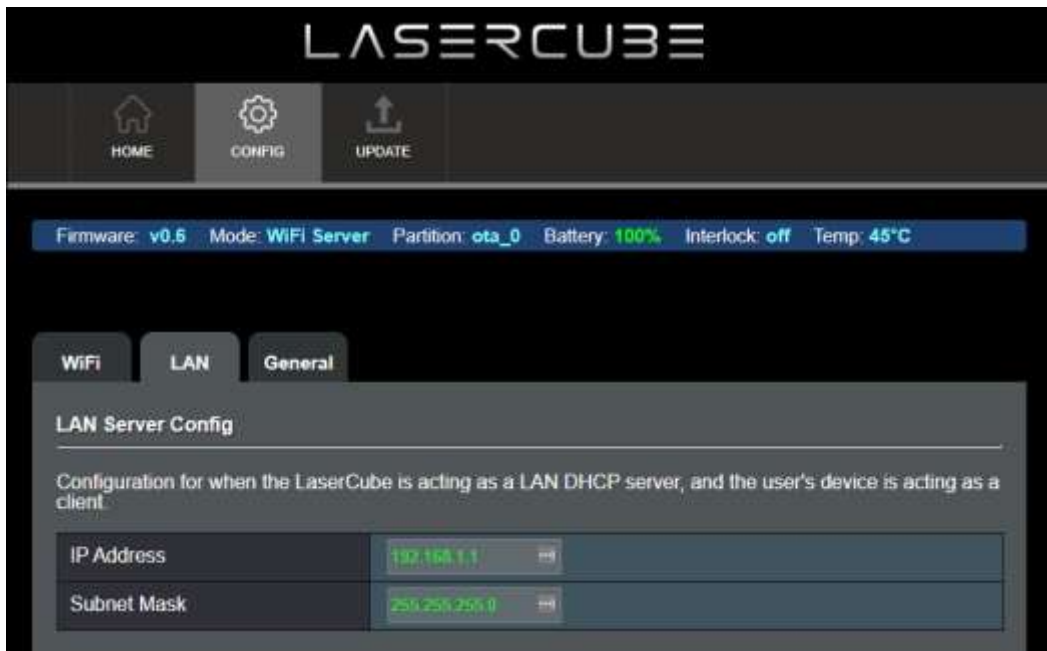 LASERCUBE
HOME CONFIG UPDATE
Firmware: v0.6 Mode: WiFi Server Partition: ota_0 Battery: 100% Interlock: off Temp: 45°C
WiFi LAN General
LAN Server Config
Configuration for when the LaserCube is acting as a LAN DHCP server, and the user's device is acting as a
client.
IP Address 192.168.1.1
Subnet Mask 255.255.255.0